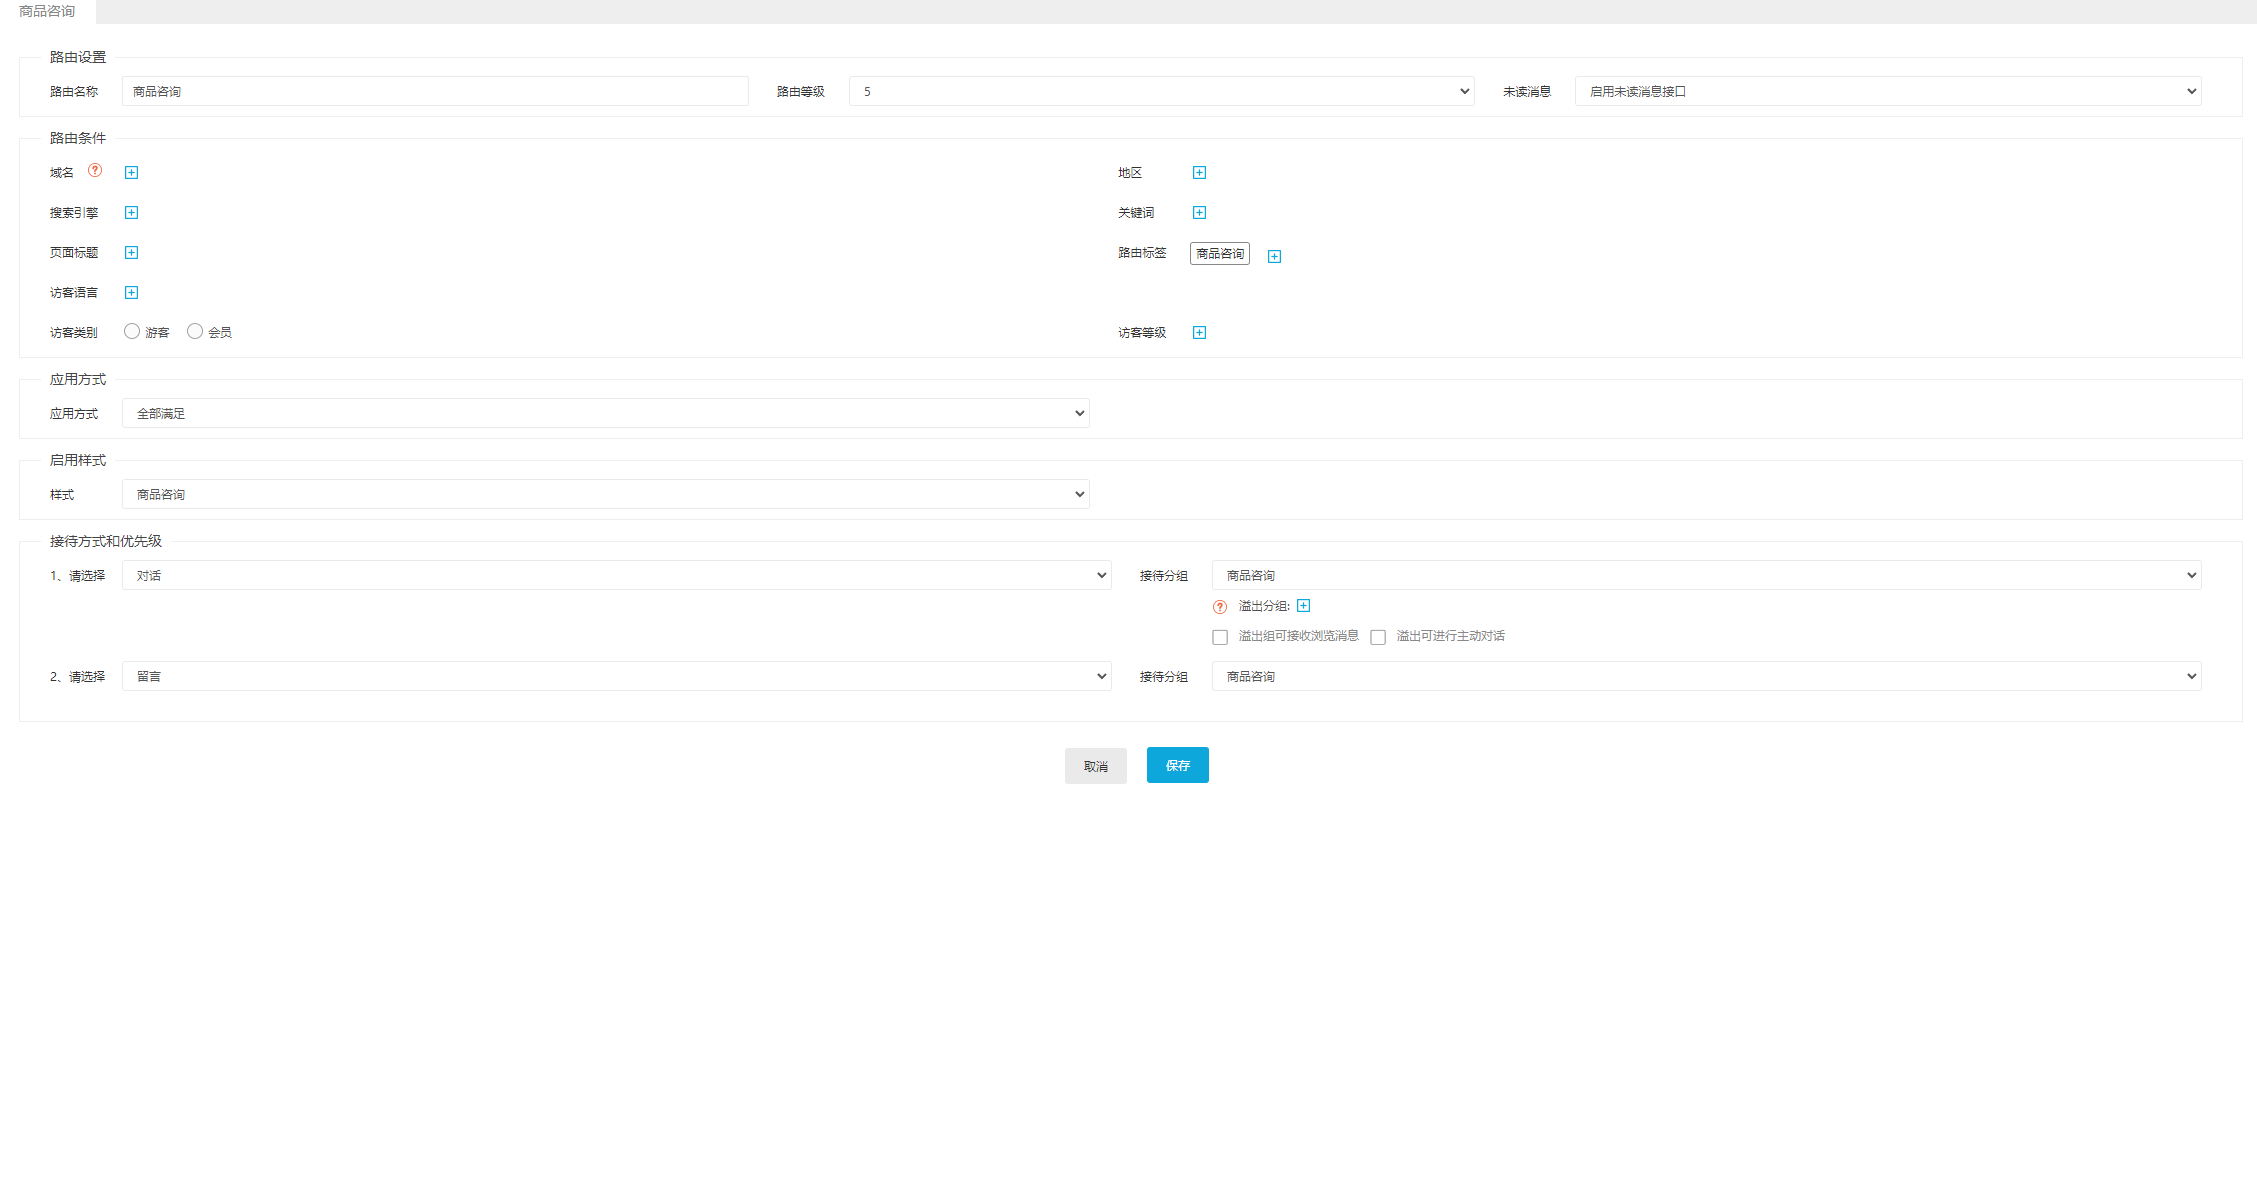 商品咨询
路由设置
路由名称 商品咨询 路由等级 5 未读消息 启用未读消息接口
路由条件
域名 ? 地区
搜索引擎 关键词
页面标题 路由标签 商品咨询
访客语言
访客类别 游客 会员 访客等级
应用方式
应用方式 全部满足
启用样式
样式 商品咨询
接待方式和优先级
1、请选择 对话 接待分组 商品咨询
? 溢出分组:
溢出组可接收浏览消息 溢出可进行主动对话
2、请选择 留言 接待分组 商品咨询
取消 保存